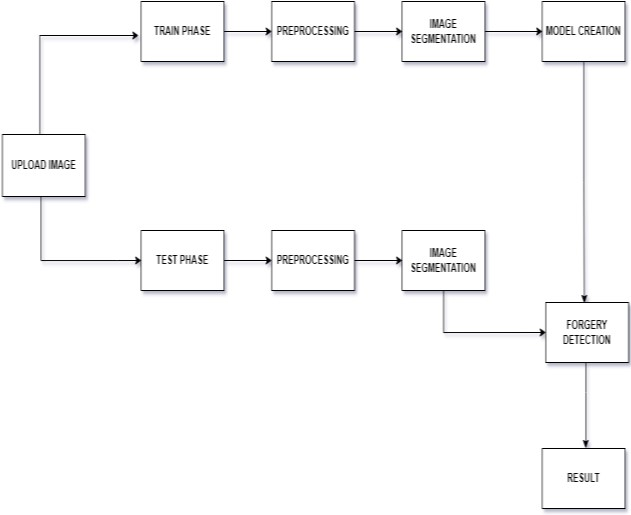 TRAIN PHASE
PREPROCESSING
IMAGE
SEGMENTATION
MODEL CREATION
UPLOAD IMAGE
TEST PHASE
PREPROCESSING
IMAGE
SEGMENTATION
FORGERY
DETECTION
RESULT